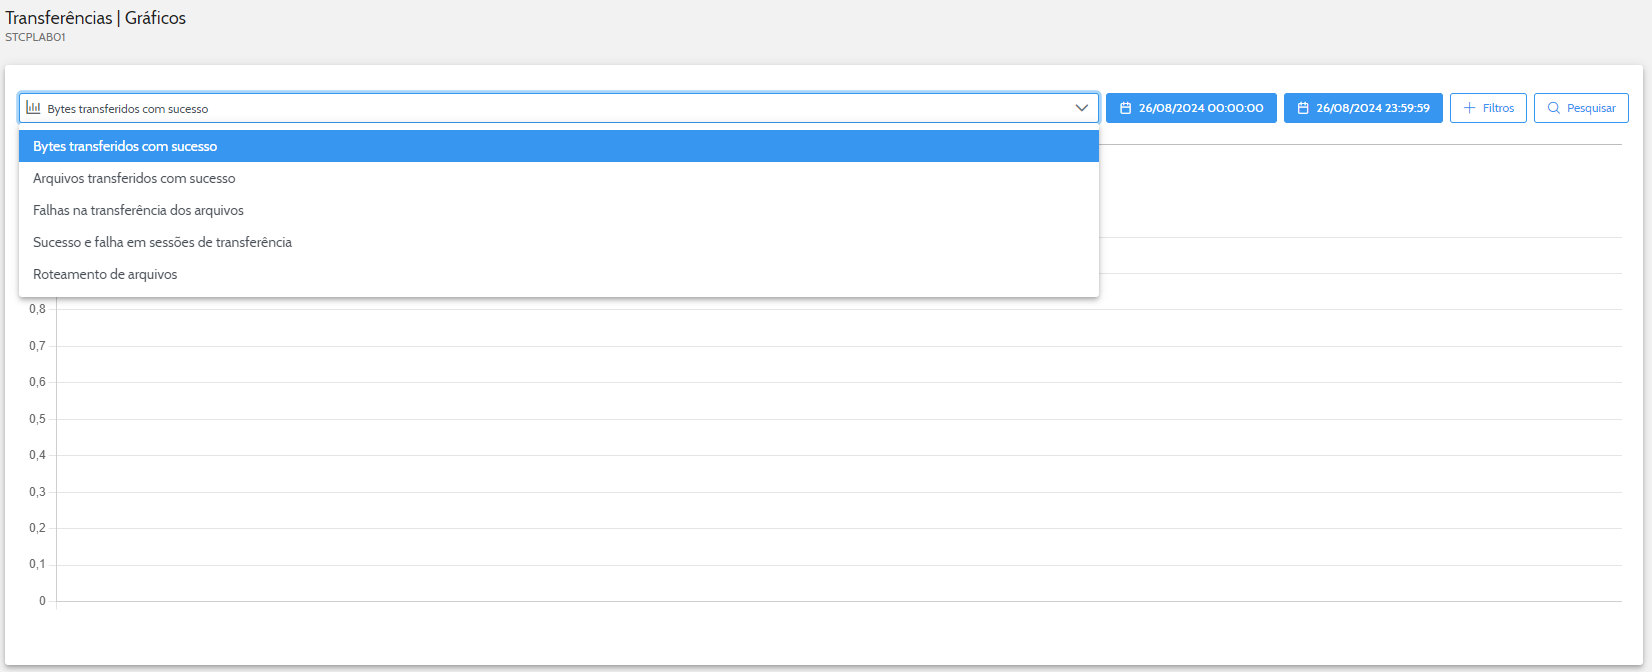 Transferências | Gráficos
STCPLAB01
Bytes transferidos com sucesso
26/08/2024 00:00:00
26/08/2024 23:59:59
Filtros
Pesquisar
Bytes transferidos com sucesso
Arquivos transferidos com sucesso
Falhas na transferência dos arquivos
Sucesso e falha em sessões de transferência
Roteamento de arquivos
0,8
0,7
0,6
0,5
0,4
0,3
0,2
0,1
0